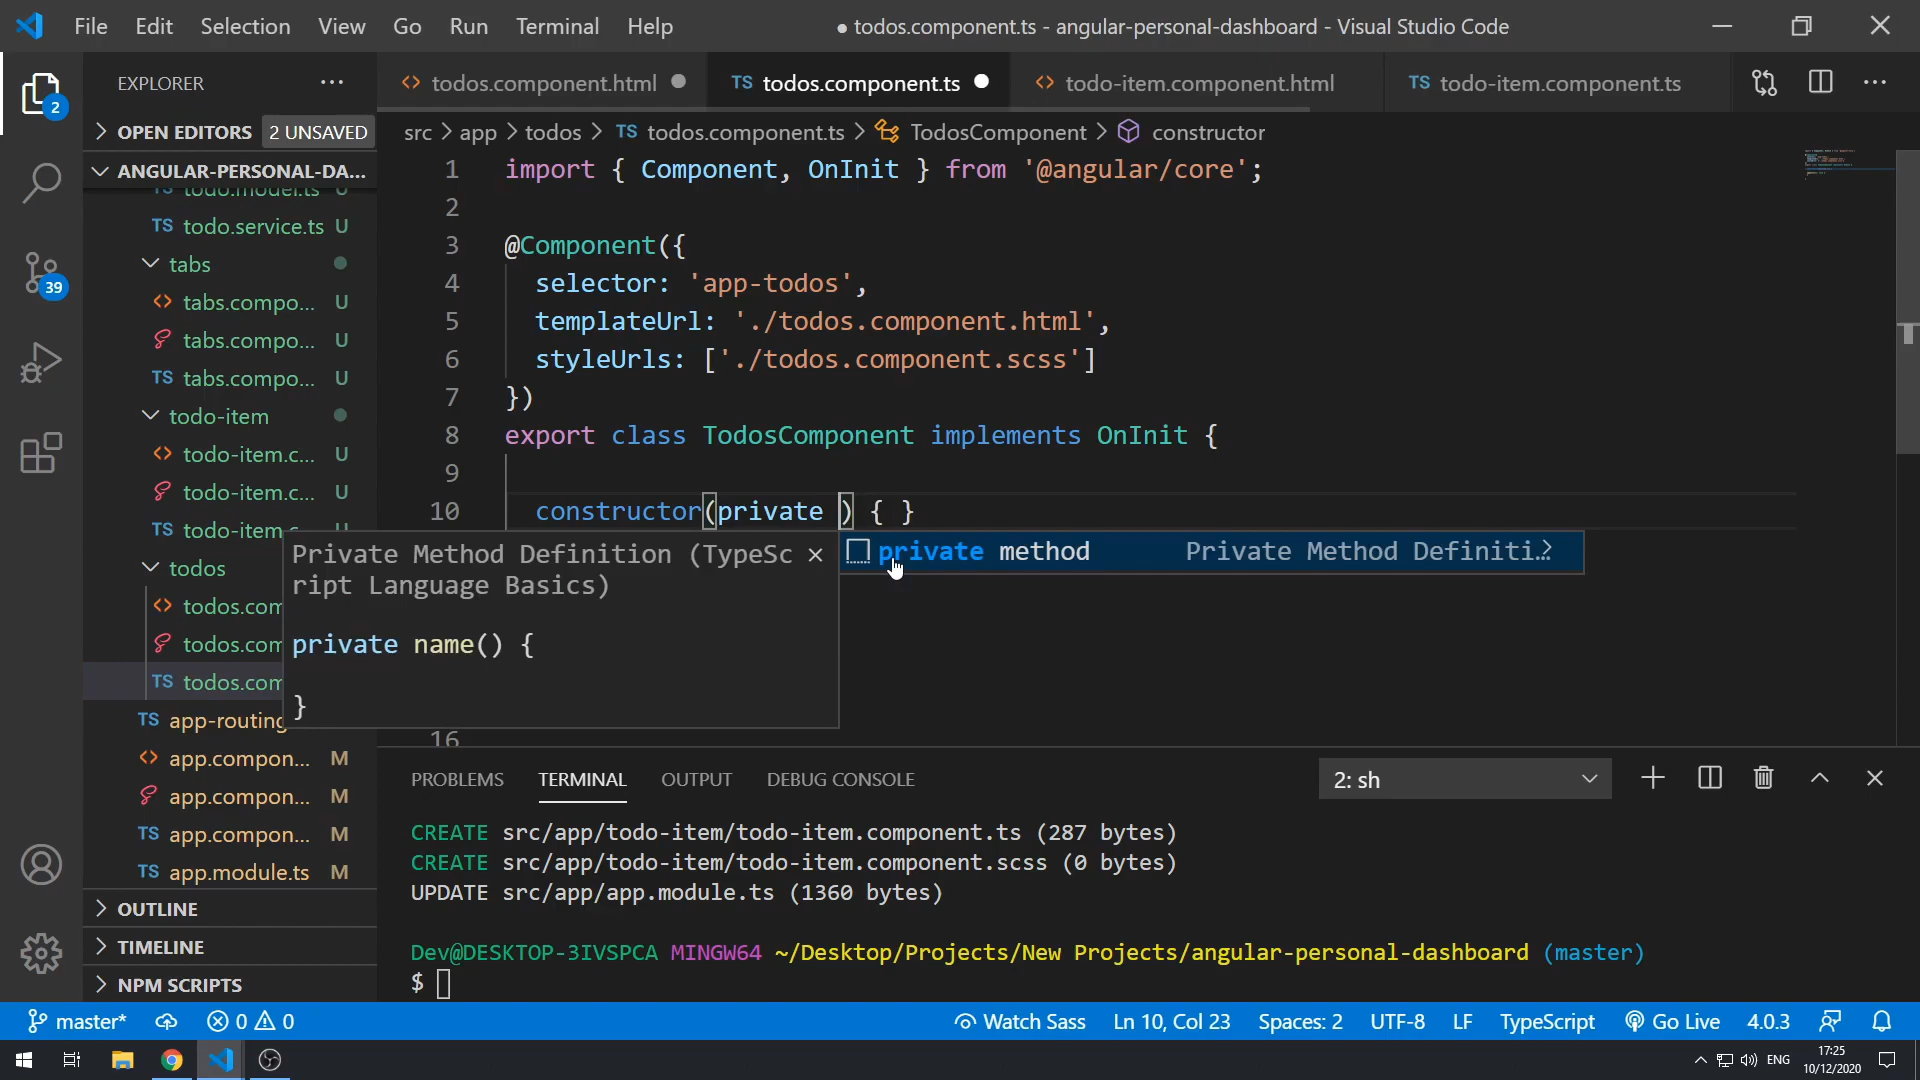 File Edit Selection View Go Run Terminal Help
● todos.component.ts - angular-personal-dashboard - Visual Studio Code
EXPLORER
todos.component.html
TS todos.component.ts
todo-item.component.html
TS todo-item.component.ts
2
OPEN EDITORS 2 UNSAVED
src > app > todos > TS todos.component.ts > TodosComponent > constructor
ANGULAR-PERSONAL-DA...
todo.model.ts U
TS todo.service.ts U
tabs
39
tabs.compo... U
tabs.compo... U
TS tabs.compo... U
todo-item
todo-item.c... U
todo-item.c... U
TS todo-item.c
todos
todos.com
todos.com
TS todos.com
TS app-routing
app.compon... M
app.compon... M
TS app.compon... M
TS app.module.ts M
OUTLINE
TIMELINE
NPM SCRIPTS
1 import { Component, OnInit } from '@angular/core';
2
3 @Component({
4 selector: 'app-todos',
5 templateUrl: './todos.component.html',
6 styleUrls: ['./todos.component.scss']
7 })
8 export class TodosComponent implements OnInit {
9
10 constructor(private ) { }
private method Private Method Definiti...
Private Method Definition (TypeSc
ript Language Basics)
private name() {
}
16
PROBLEMS TERMINAL OUTPUT DEBUG CONSOLE
2: sh
CREATE src/app/todo-item/todo-item.component.ts (287 bytes)
CREATE src/app/todo-item/todo-item.component.scss (0 bytes)
UPDATE src/app/app.module.ts (1360 bytes)
Dev@DESKTOP-3IVSPCA MINGW64 ~/Desktop/Projects/New Projects/angular-personal-dashboard (master)
$
master* 0 0
Watch Sass Ln 10, Col 23 Spaces: 2 UTF-8 LF TypeScript Go Live 4.0.3
ENG
17:25
10/12/2020